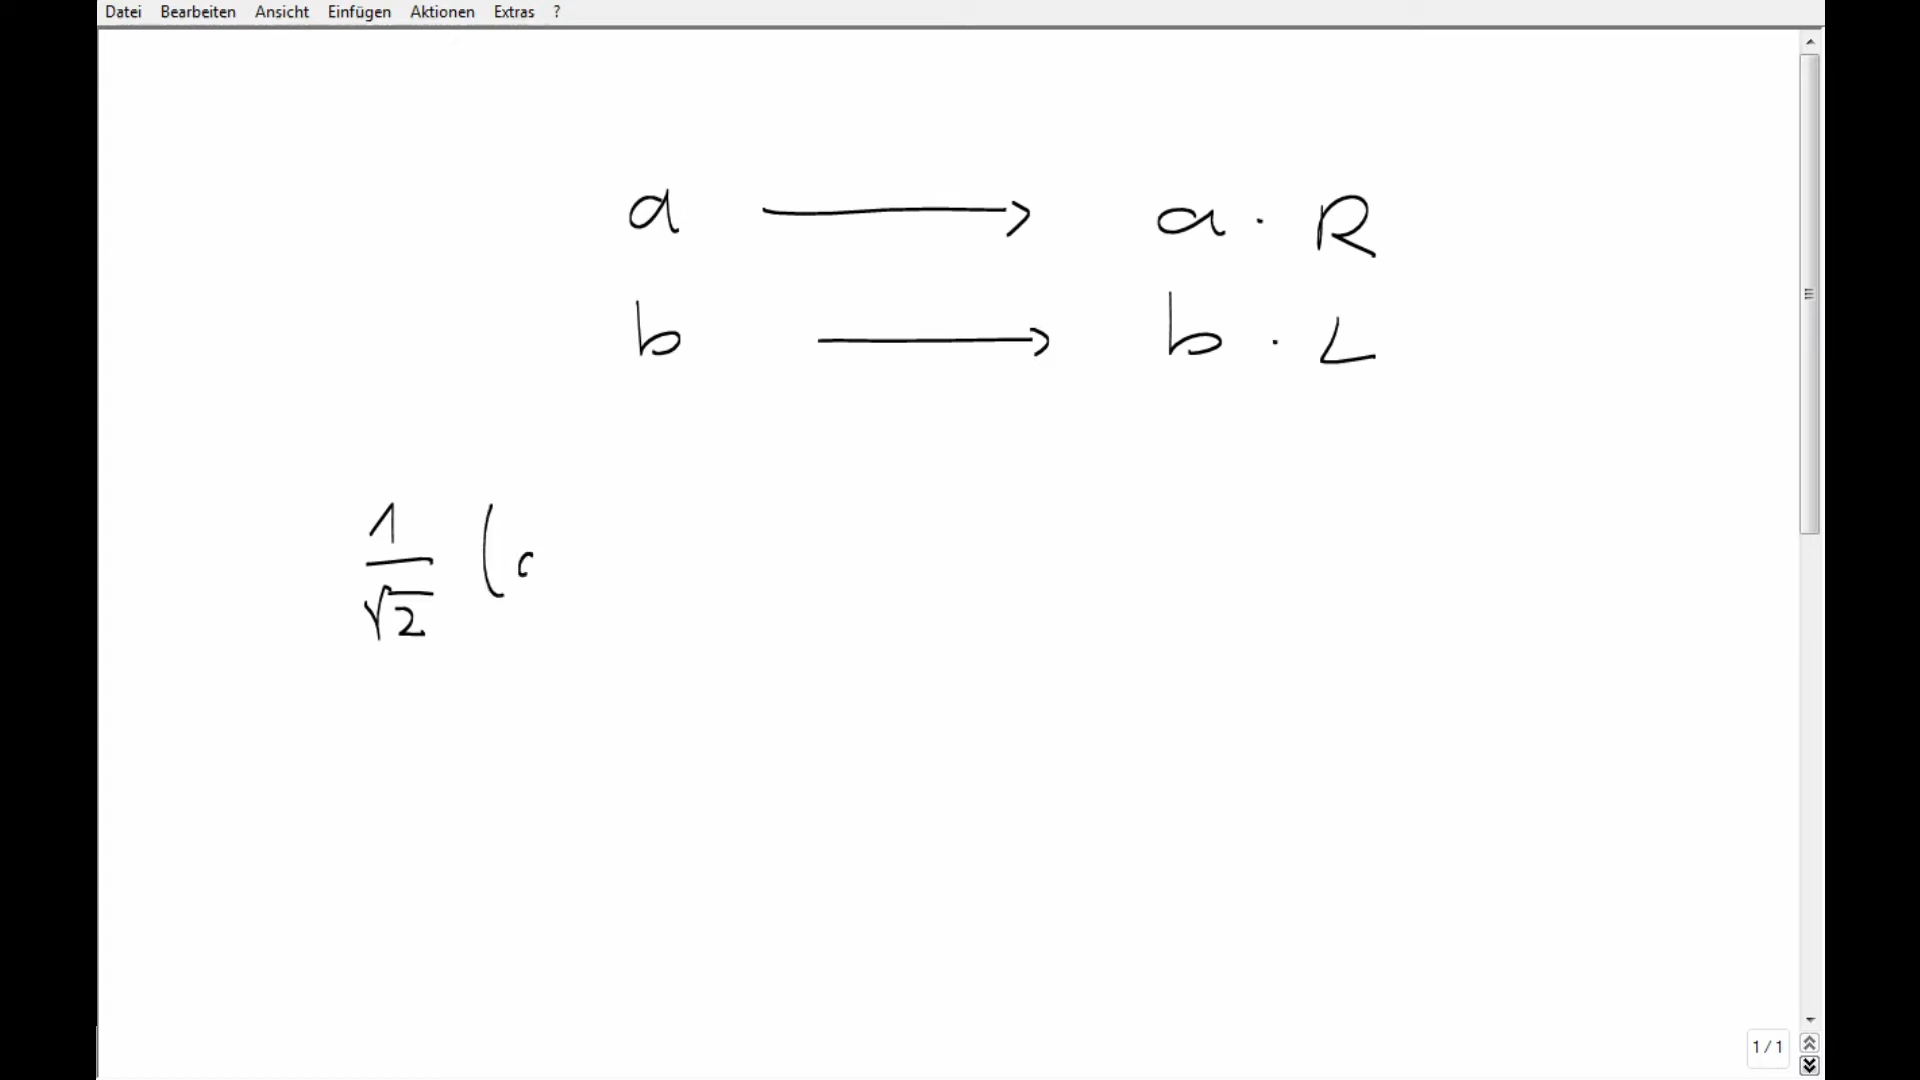 Datei Bearbeiten Ansicht Einfügen Aktionen Extras ?
a → a · R
b → b · L
1
√2 (c
1 / 1